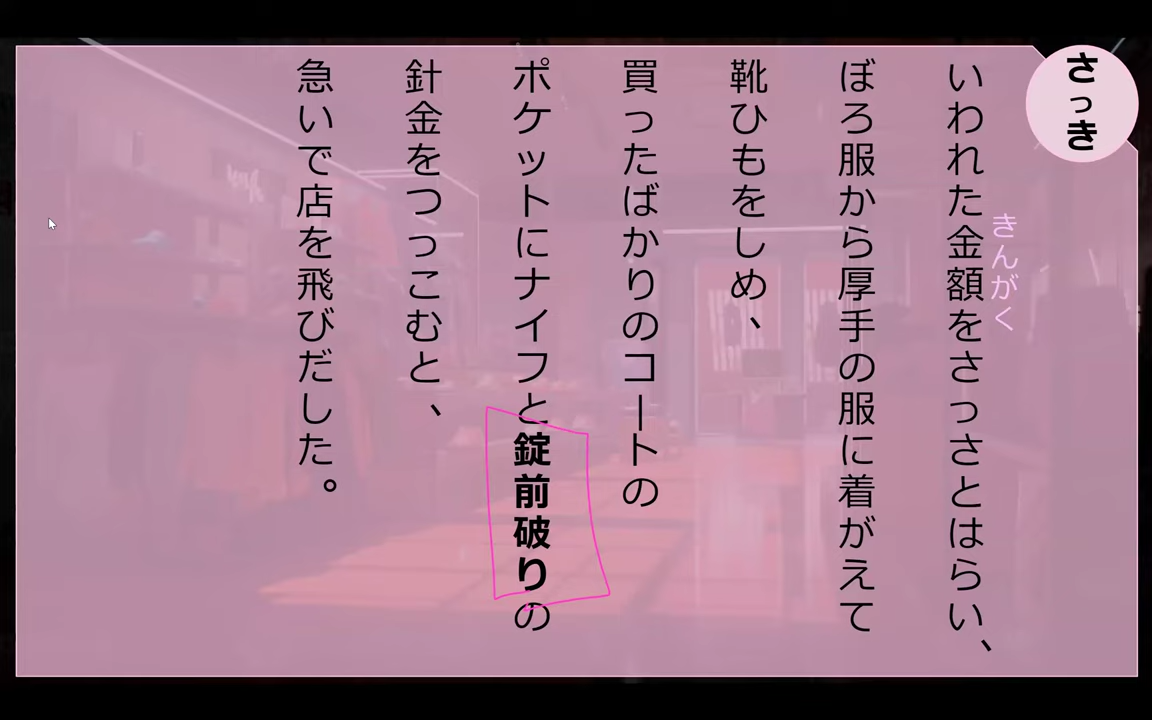 さっき
きんがく
いわれた金額をさっさとはらい、
ぼろ服から厚手の服に着がえて
靴ひもをしめ、
買ったばかりのコートの
ポケットにナイフと錠前破りの
針金をつっこむと、
急いで店を飛びだした。